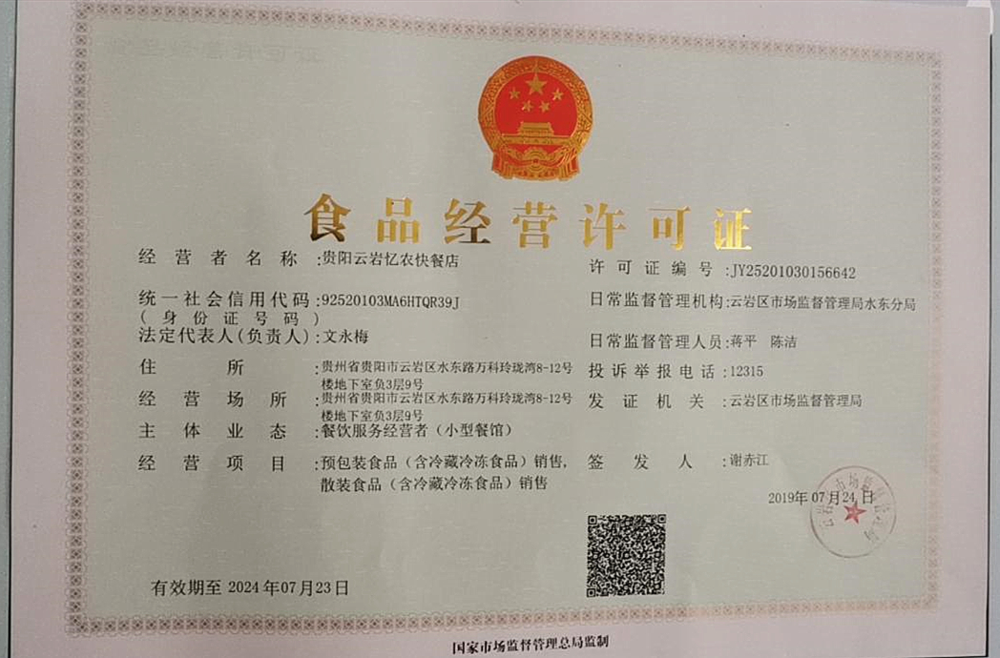 食品经营许可证
经营者名称:贵阳云岩忆农快餐店
许可证编号:JY25201030156642
统一社会信用代码:92520103MA6HTQR39J
(身份证号码)
日常监督管理机构:云岩区市场监督管理局水东分局
法定代表人(负责人):文永梅
日常监督管理人员:蒋平 陈洁
住所:贵州省贵阳市云岩区水东路万科玲珑湾8-12号
楼地下室负3层9号
投诉举报电话:12315
经营场所:贵州省贵阳市云岩区水东路万科玲珑湾8-12号
楼地下室负3层9号
发证机关:云岩区市场监督管理局
主体业态:餐饮服务经营者（小型餐馆）
经营项目:预包装食品（含冷藏冷冻食品）销售,
散装食品（含冷藏冷冻食品）销售
签发人:谢赤江
2019年07月24日
云岩区市场监督管理局
有效期至 2024年07月23日
国家市场监督管理总局监制